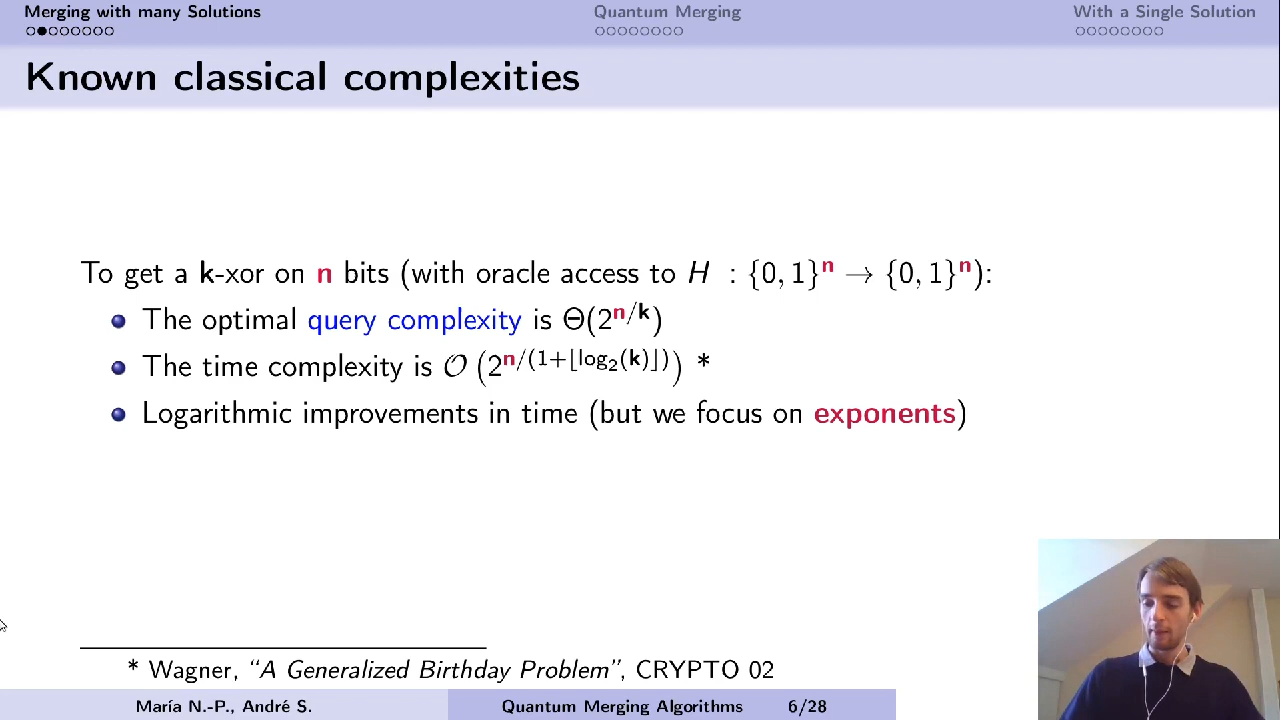 Merging with many Solutions
Quantum Merging
With a Single Solution
Known classical complexities
To get a k-xor on n bits (with oracle access to H : {0, 1}^n → {0, 1}^n):
The optimal query complexity is Θ(2^{n/k})
The time complexity is O(2^{n/(1+⌊log₂(k)⌋)}) *
Logarithmic improvements in time (but we focus on exponents)
* Wagner, “A Generalized Birthday Problem”, CRYPTO 02
María N.-P., André S.
Quantum Merging Algorithms
6/28